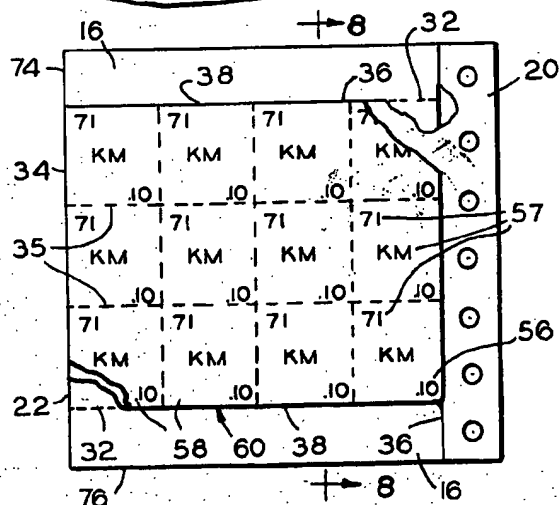 8
74 16 32 20
38 36
71 71 71 7
34 KM KM KM KM
.10 .10 .10 .10
71 71 71 71 57
35 KM KM KM KM
.10 .10 .10 .10
71 71 71 71
KM KM KM KM 56
22 .10 .10 .10 .10
32 58 60 38 36
76 8 16